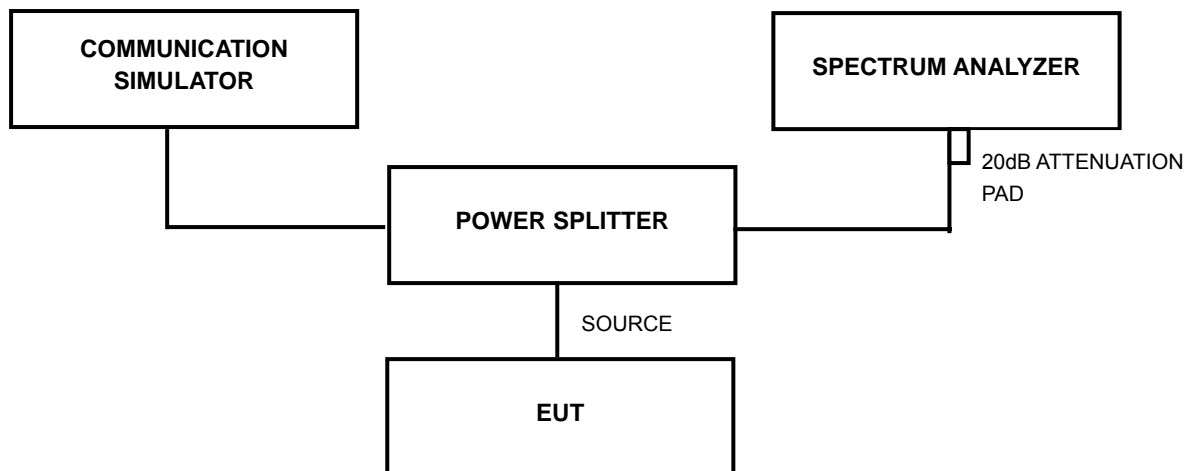 COMMUNICATION
SIMULATOR
SPECTRUM ANALYZER
20dB ATTENUATION
PAD
POWER SPLITTER
SOURCE
EUT